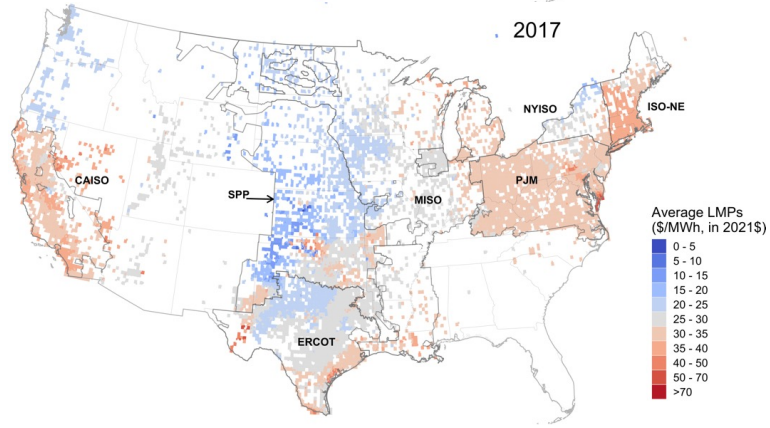 2017
NYISO
ISO-NE
CAISO
PJM
SPP
MISO
ERCOT
Average LMPs
($/MWh, in 2021$)
0 - 5
5 - 10
10 - 15
15 - 20
20 - 25
25 - 30
30 - 35
35 - 40
40 - 50
50 - 70
>70